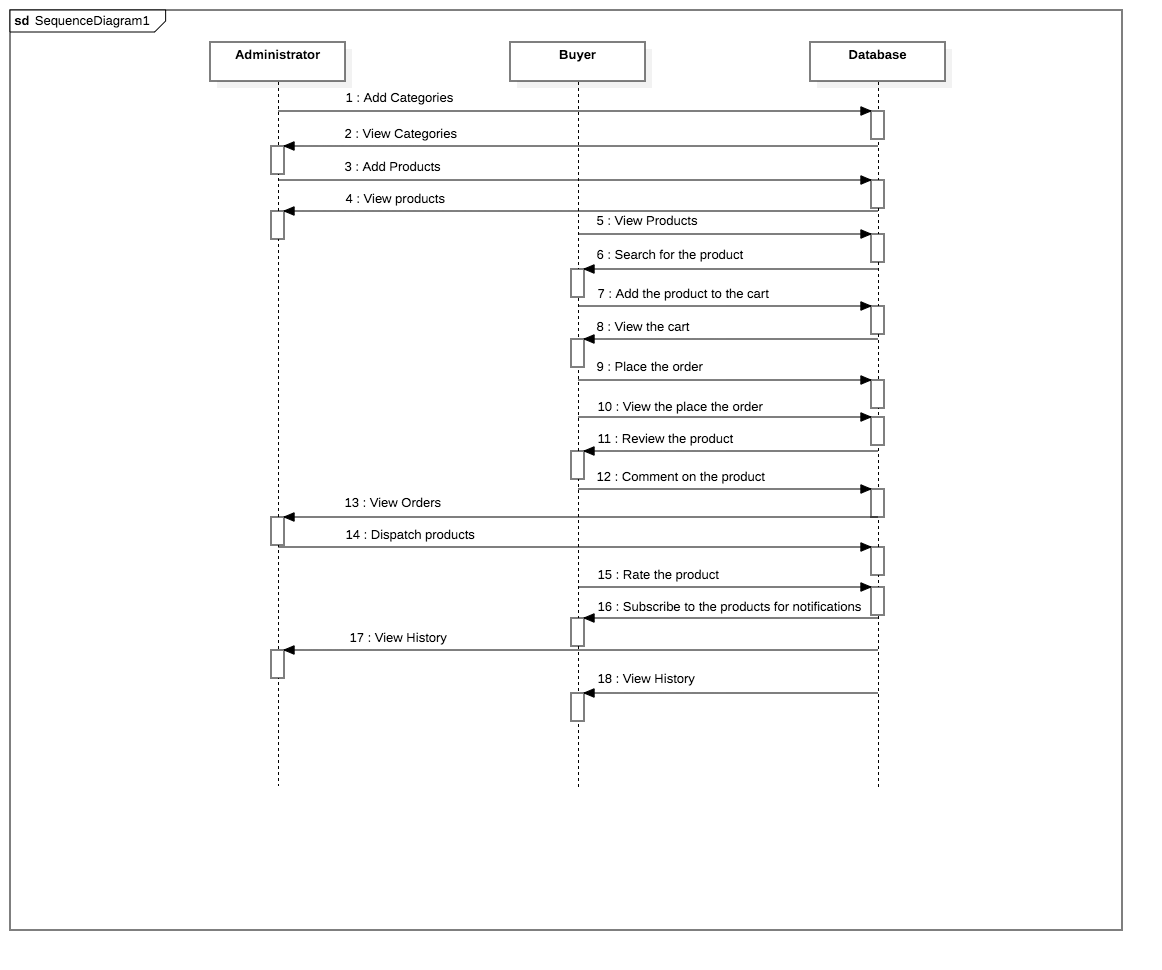 sd SequenceDiagram1
Administrator
Buyer
Database
1 : Add Categories
2 : View Categories
3 : Add Products
4 : View products
5 : View Products
6 : Search for the product
7 : Add the product to the cart
8 : View the cart
9 : Place the order
10 : View the place the order
11 : Review the product
12 : Comment on the product
13 : View Orders
14 : Dispatch products
15 : Rate the product
16 : Subscribe to the products for notifications
17 : View History
18 : View History